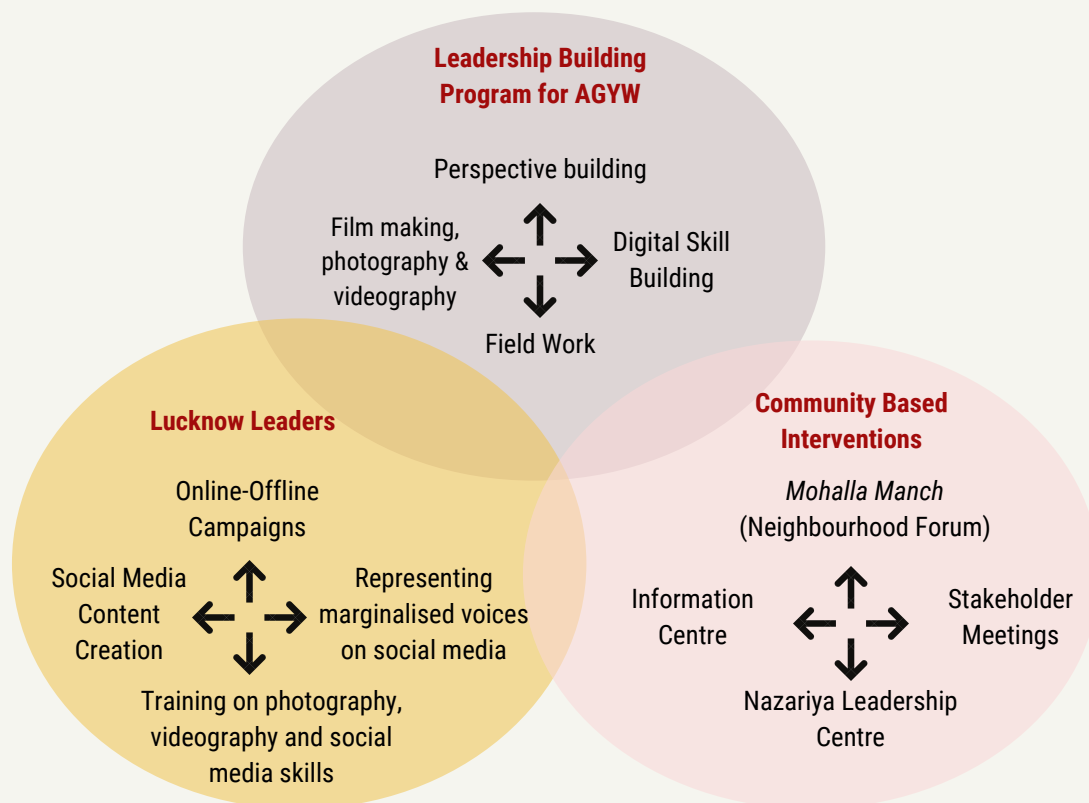 Leadership Building
Program for AGYW
Perspective building
Film making,
photography &
videography
Digital Skill
Building
Field Work
Lucknow Leaders
Online-Offline
Campaigns
Social Media
Content
Creation
Representing
marginalised voices
on social media
Training on photography,
videography and social
media skills
Community Based
Interventions
Mohalla Manch
(Neighbourhood Forum)
Information
Centre
Stakeholder
Meetings
Nazariya Leadership
Centre